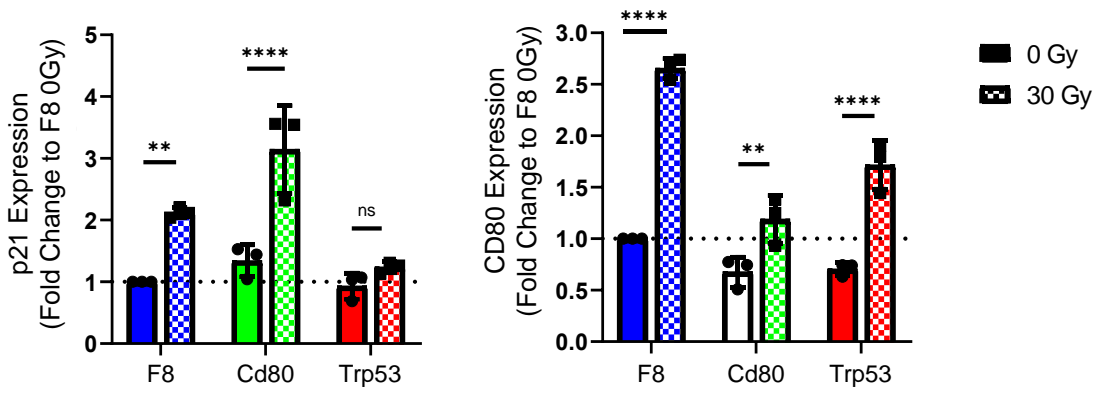 p21 Expression
(Fold Change to F8 0Gy)
5
4
3
2
1
0
**
****
ns
F8
Cd80
Trp53
CD80 Expression
(Fold Change to F8 0Gy)
3.0
2.5
2.0
1.5
1.0
0.5
0.0
****
**
****
F8
Cd80
Trp53
0 Gy
30 Gy